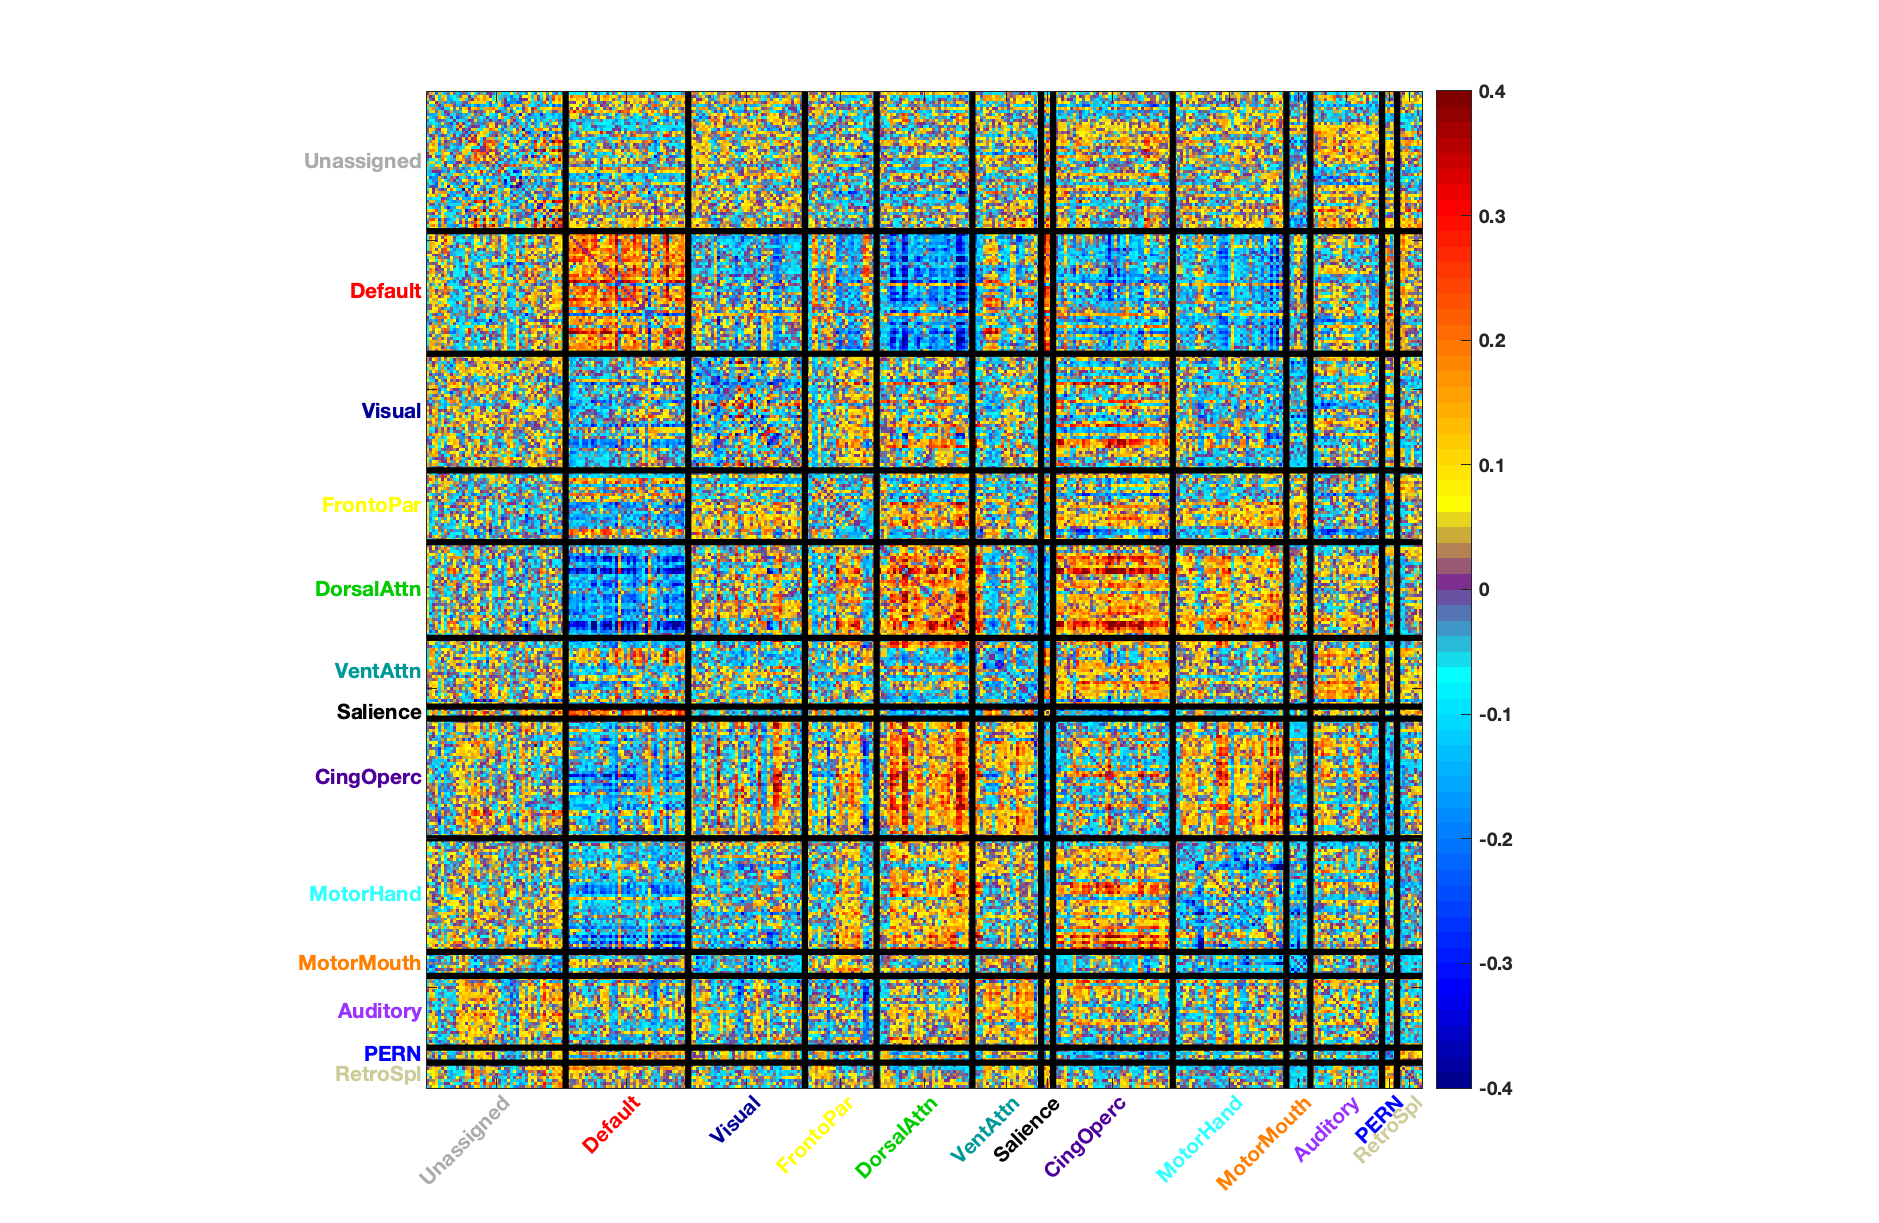 Unassigned
Default
Visual
FrontoPar
DorsalAttn
VentAttn
Salience
CingOperc
MotorHand
MotorMouth
Auditory
PERN
RetroSpl
Unassigned
Default
Visual
FrontoPar
DorsalAttn
VentAttn
Salience
CingOperc
MotorHand
MotorMouth
Auditory
PERN
RetroSpl
0.4
0.3
0.2
0.1
0
-0.1
-0.2
-0.3
-0.4